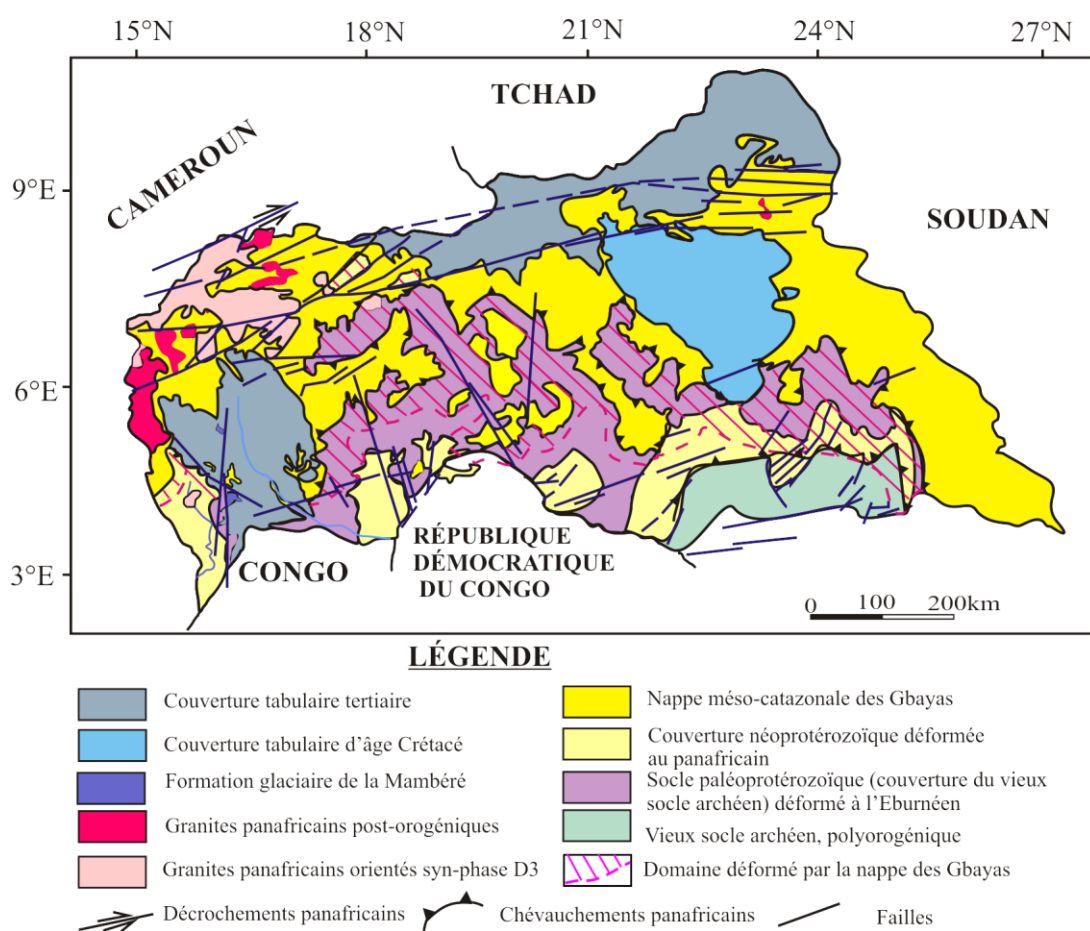 15°N 18°N 21°N 24°N 27°N
TCHAD
CAMEROUN
9°E
SOUDAN
6°E
3°E
CONGO
RÉPUBLIQUE
DÉMOCRATIQUE
DU CONGO
0 100 200km
LÉGENDE
Couverture tabulaire tertiaire
Couverture tabulaire d'âge Crétacé
Formation glaciaire de la Mambéré
Granites panafricains post-orogéniques
Granites panafricains orientés syn-phase D3
Nappe méso-catazonale des Gbayas
Couverture néoprotérozoïque déformée
au panafricain
Socle paléoprotérozoïque (couverture du vieux
socle archéen) déformé à l'Eburnéen
Vieux socle archéen, polyorogénique
Domaine déformé par la nappe des Gbayas
Décrochements panafricains
Chévauchements panafricains
Failles